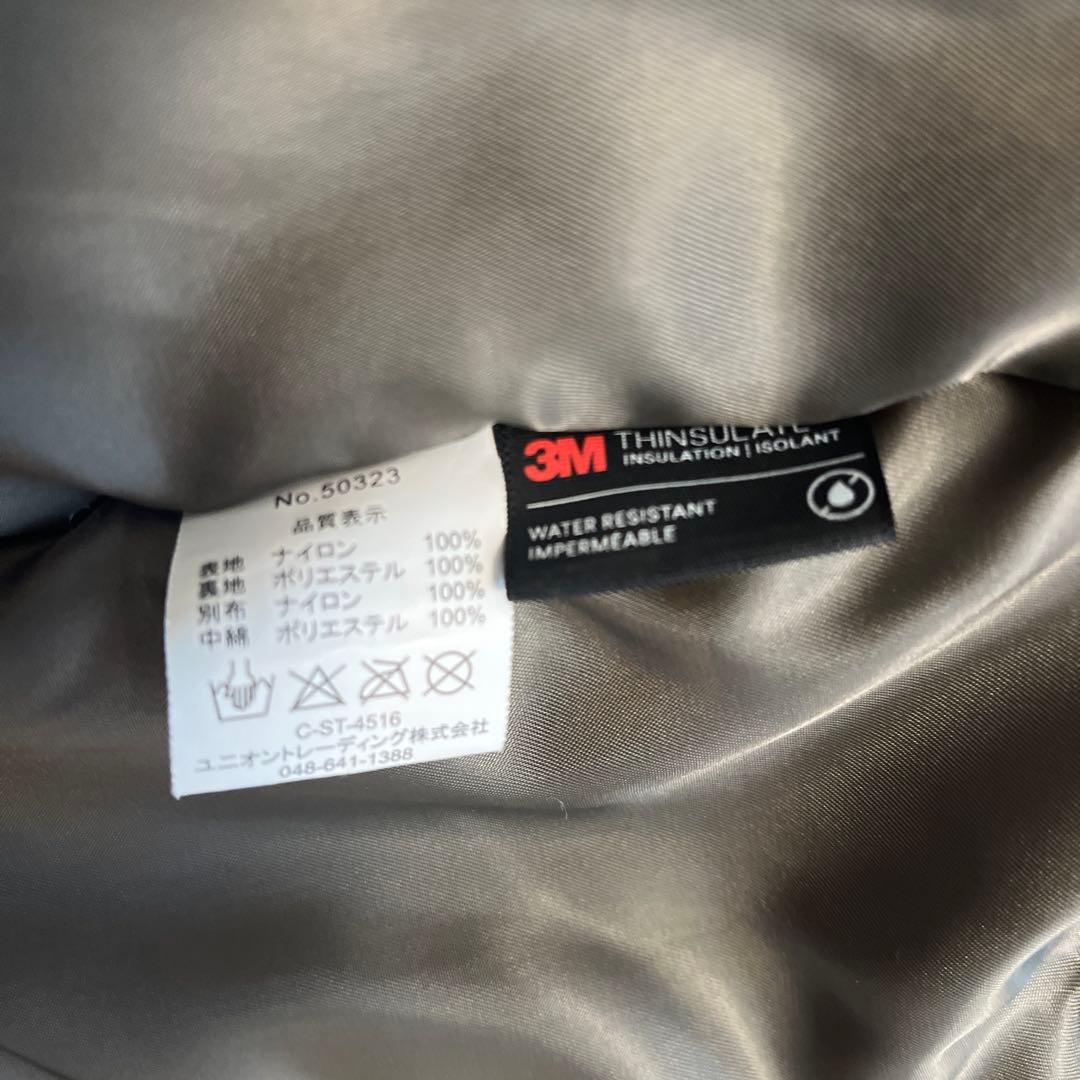 No.50323
品質表示
表地 ナイロン 100%
裏地 ポリエステル 100%
別布 ナイロン 100%
中綿 ポリエステル 100%
C-ST-4516
ユニオントレーディング株式会社
048-641-1388
3M THINSULATE
INSULATION | ISOLANT
WATER RESISTANT
IMPERMÉABLE